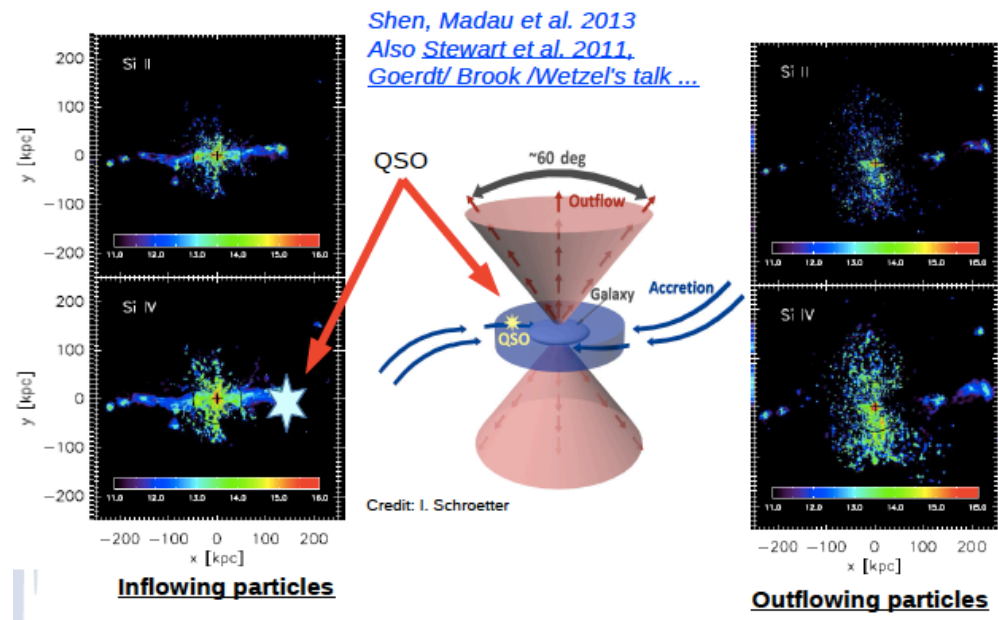 Shen, Madau et al. 2013
Also Stewart et al. 2011,
Goerdt/ Brook /Wetzel's talk ...
Si II
y [kpc]
200
100
0
−100
−200
11.0 12.0 13.0 14.0 15.0 16.0
Si IV
y [kpc]
200
100
0
−100
−200
11.0 12.0 13.0 14.0 15.0 16.0
−200 −100 0 100 200
x [kpc]
Inflowing particles
QSO
~60 deg
Outflow
Galaxy
Accretion
QSO
Credit: I. Schroetter
Si II
11.0 12.0 13.0 14.0 15.0 16.0
Si IV
11.0 12.0 13.0 14.0 15.0 16.0
−200 −100 0 100 200
x [kpc]
Outflowing particles